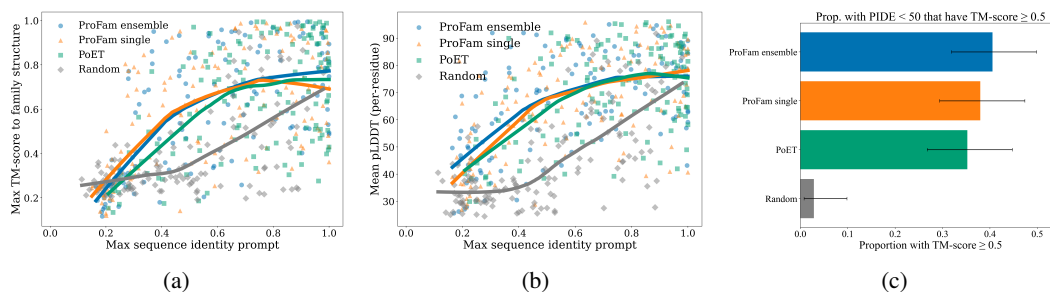 ProFam ensemble
ProFam single
PoET
Random
Max TM-score to family structure
1.0
0.8
0.6
0.4
0.2
0.0
0.2
0.4
0.6
0.8
1.0
Max sequence identity prompt
(a)
ProFam ensemble
ProFam single
PoET
Random
Mean pLDDT (per-residue)
90
80
70
60
50
40
30
0.0
0.2
0.4
0.6
0.8
1.0
Max sequence identity prompt
(b)
Prop. with PIDE < 50 that have TM-score ≥ 0.5
ProFam ensemble
ProFam single
PoET
Random
0.0
0.1
0.2
0.3
0.4
0.5
Proportion with TM-score ≥ 0.5
(c)